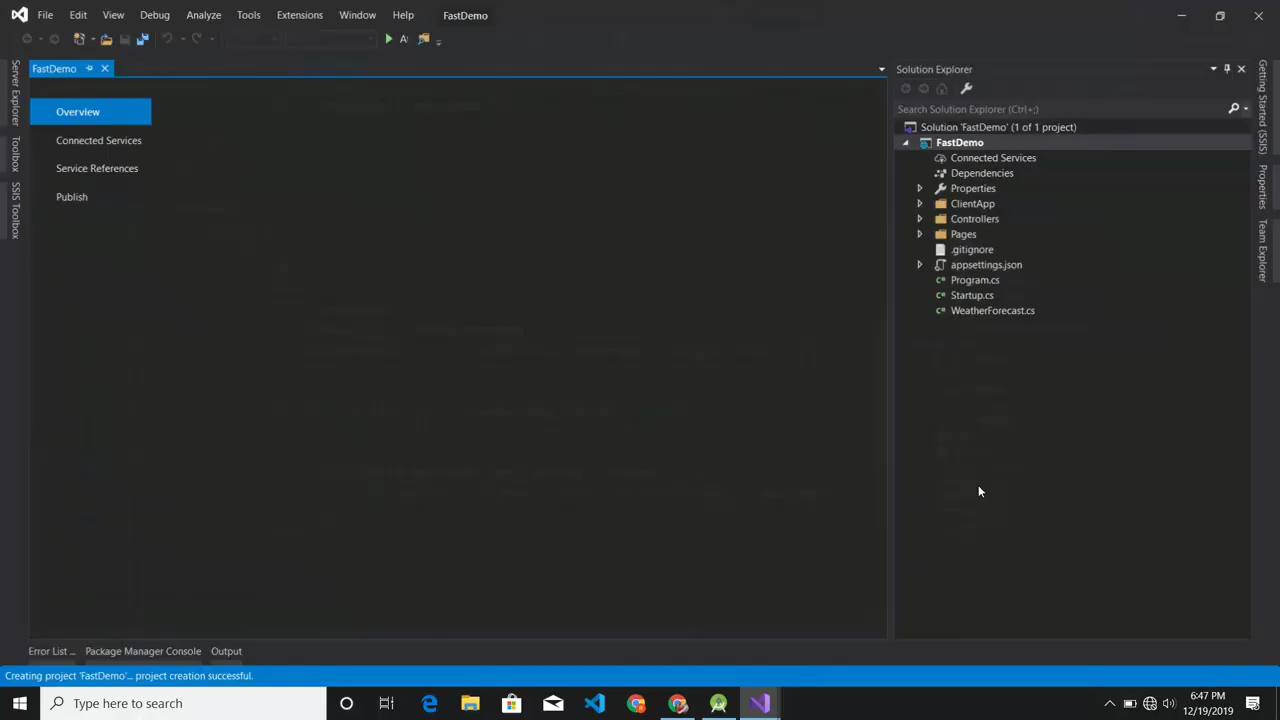 File Edit View Debug Analyze Tools Extensions Window Help FastDemo
FastDemo
Overview
Connected Services
Service References
Publish
Server Explorer
Toolbox
SSIS Toolbox
Solution Explorer
Search Solution Explorer (Ctrl+;)
Solution 'FastDemo' (1 of 1 project)
FastDemo
Connected Services
Dependencies
Properties
ClientApp
Controllers
Pages
.gitignore
appsettings.json
Program.cs
Startup.cs
WeatherForecast.cs
Getting Started (SSIS)
Properties
Team Explorer
Error List ... Package Manager Console Output
Creating project 'FastDemo'... project creation successful.
Type here to search
6:47 PM
12/19/2019